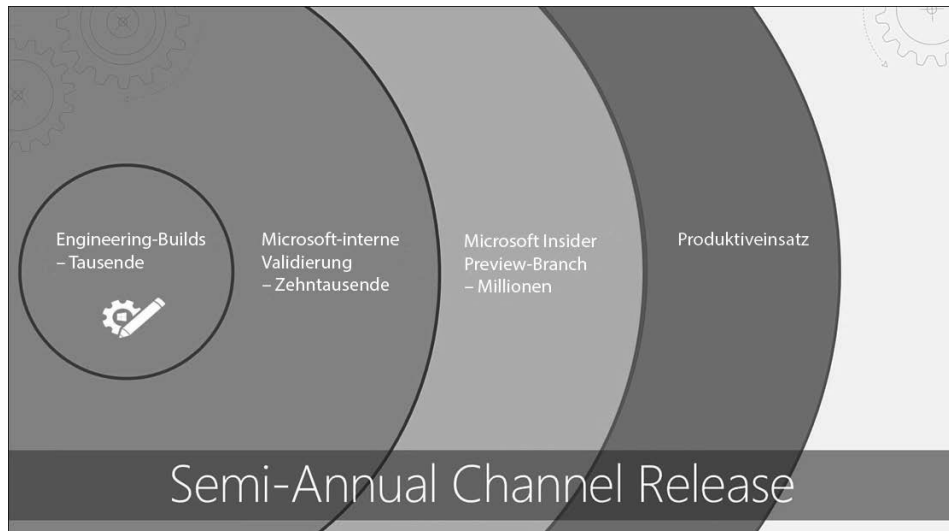 Engineering-Builds
– Tausende
Microsoft-interne
Validierung
– Zehntausende
Microsoft Insider
Preview-Branch
– Millionen
Produktiveinsatz
Semi-Annual Channel Release